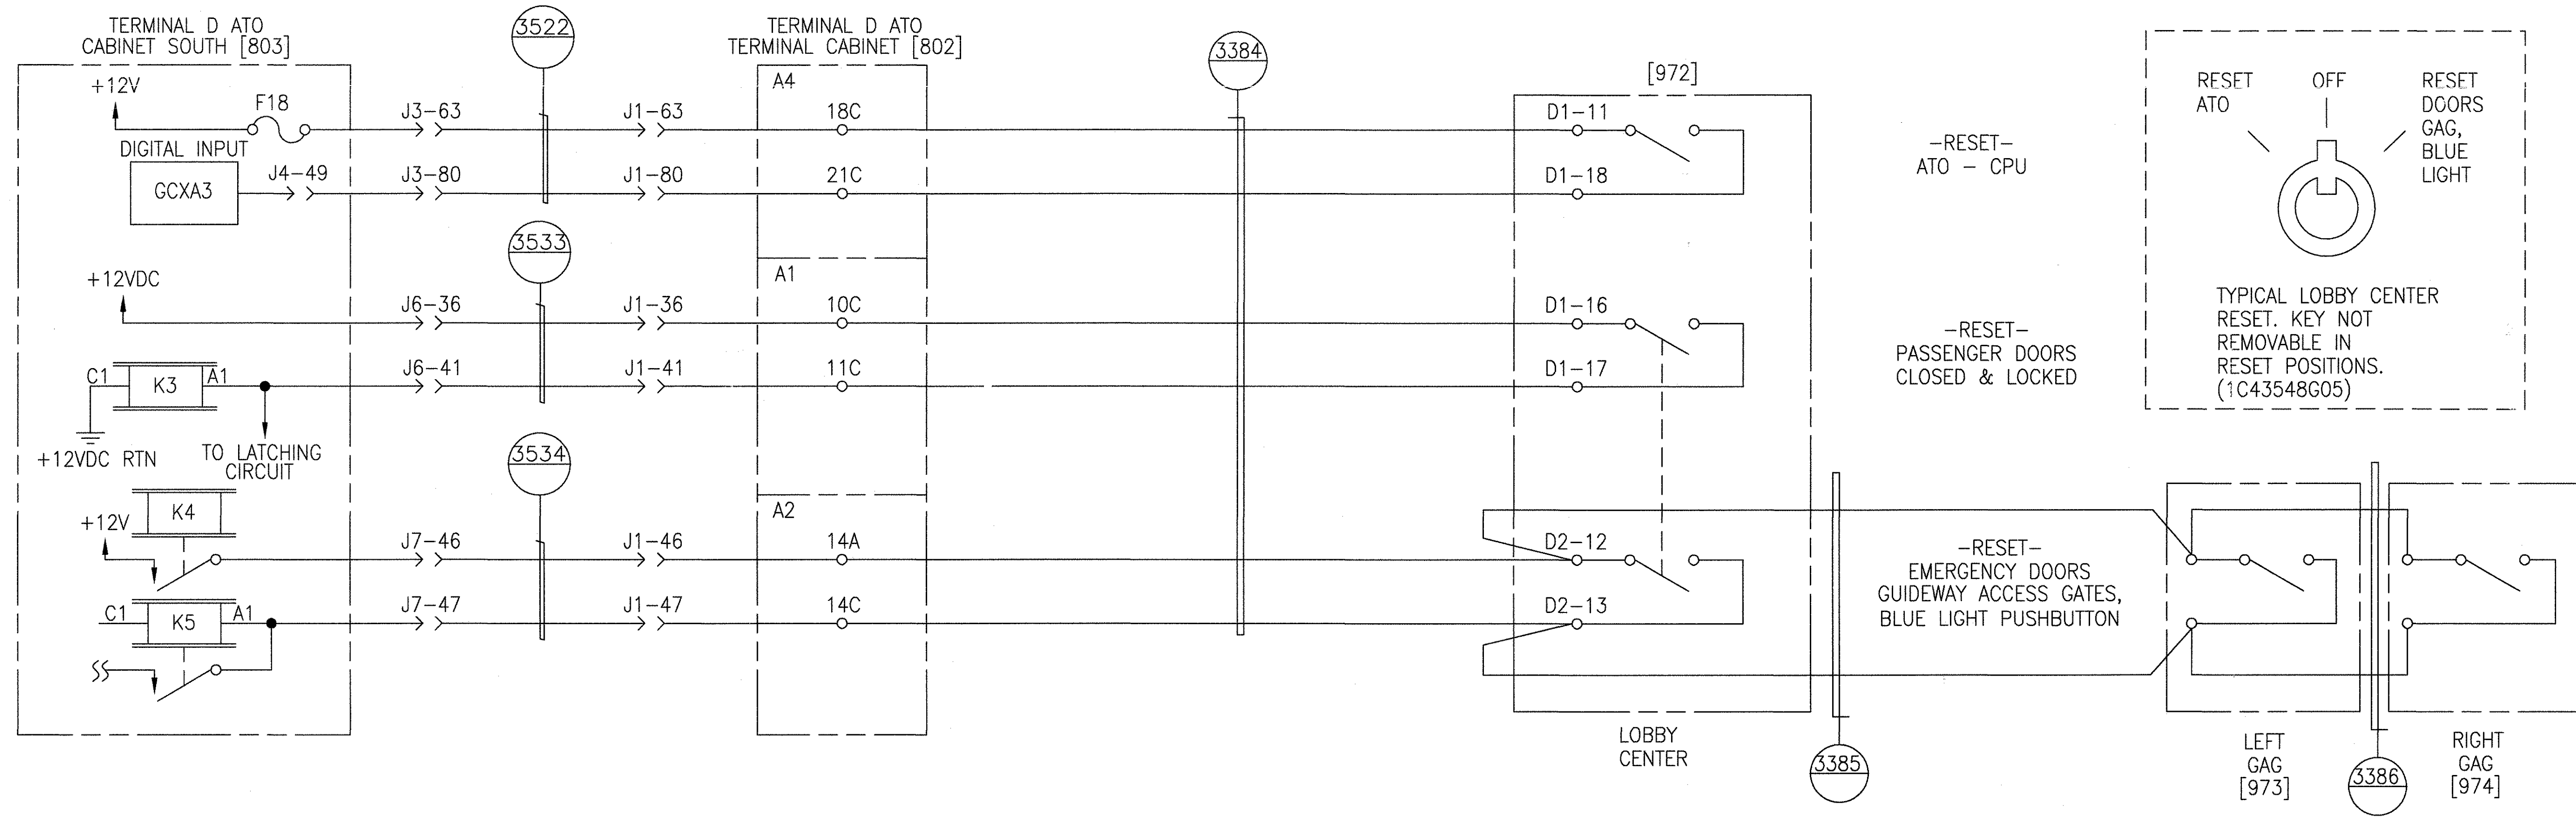 TERMINAL D ATO
CABINET SOUTH [803]
3522
TERMINAL D ATO
TERMINAL CABINET [802]
3384
[972]
+12V
F18
J3-63
J1-63
A4
18C
D1-11
DIGITAL INPUT
GCXA3
J4-49
J3-80
J1-80
21C
D1-18
-RESET-
ATO - CPU
RESET
ATO
OFF
RESET
DOORS
GAG,
BLUE
LIGHT
3533
A1
+12VDC
J6-36
J1-36
10C
D1-16
C1
K3
A1
J6-41
J1-41
11C
D1-17
-RESET-
PASSENGER DOORS
CLOSED & LOCKED
TYPICAL LOBBY CENTER
RESET. KEY NOT
REMOVABLE IN
RESET POSITIONS.
(1C43548G05)
+12VDC RTN
TO LATCHING
CIRCUIT
3534
K4
+12V
J7-46
J1-46
A2
14A
D2-12
C1
K5
A1
J7-47
J1-47
14C
D2-13
-RESET-
EMERGENCY DOORS
GUIDEWAY ACCESS GATES,
BLUE LIGHT PUSHBUTTON
LOBBY
CENTER
3385
LEFT
GAG
[973]
3386
RIGHT
GAG
[974]